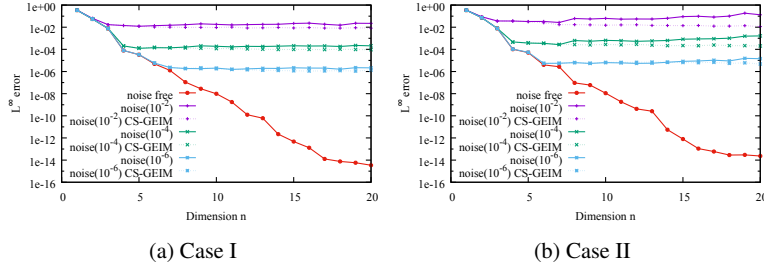 1e+00
1e-02
1e-04
1e-06
1e-08
1e-10
1e-12
1e-14
1e-16
L∞ error
noise free
noise(10^-2)
noise(10^-2) CS-GEIM
noise(10^-4)
noise(10^-4) CS-GEIM
noise(10^-6)
noise(10^-6) CS-GEIM
0 5 10 15 20
Dimension n
(a) Case I
1e+00
1e-02
1e-04
1e-06
1e-08
1e-10
1e-12
1e-14
1e-16
L∞ error
noise free
noise(10^-2)
noise(10^-2) CS-GEIM
noise(10^-4)
noise(10^-4) CS-GEIM
noise(10^-6)
noise(10^-6) CS-GEIM
0 5 10 15 20
Dimension n
(b) Case II